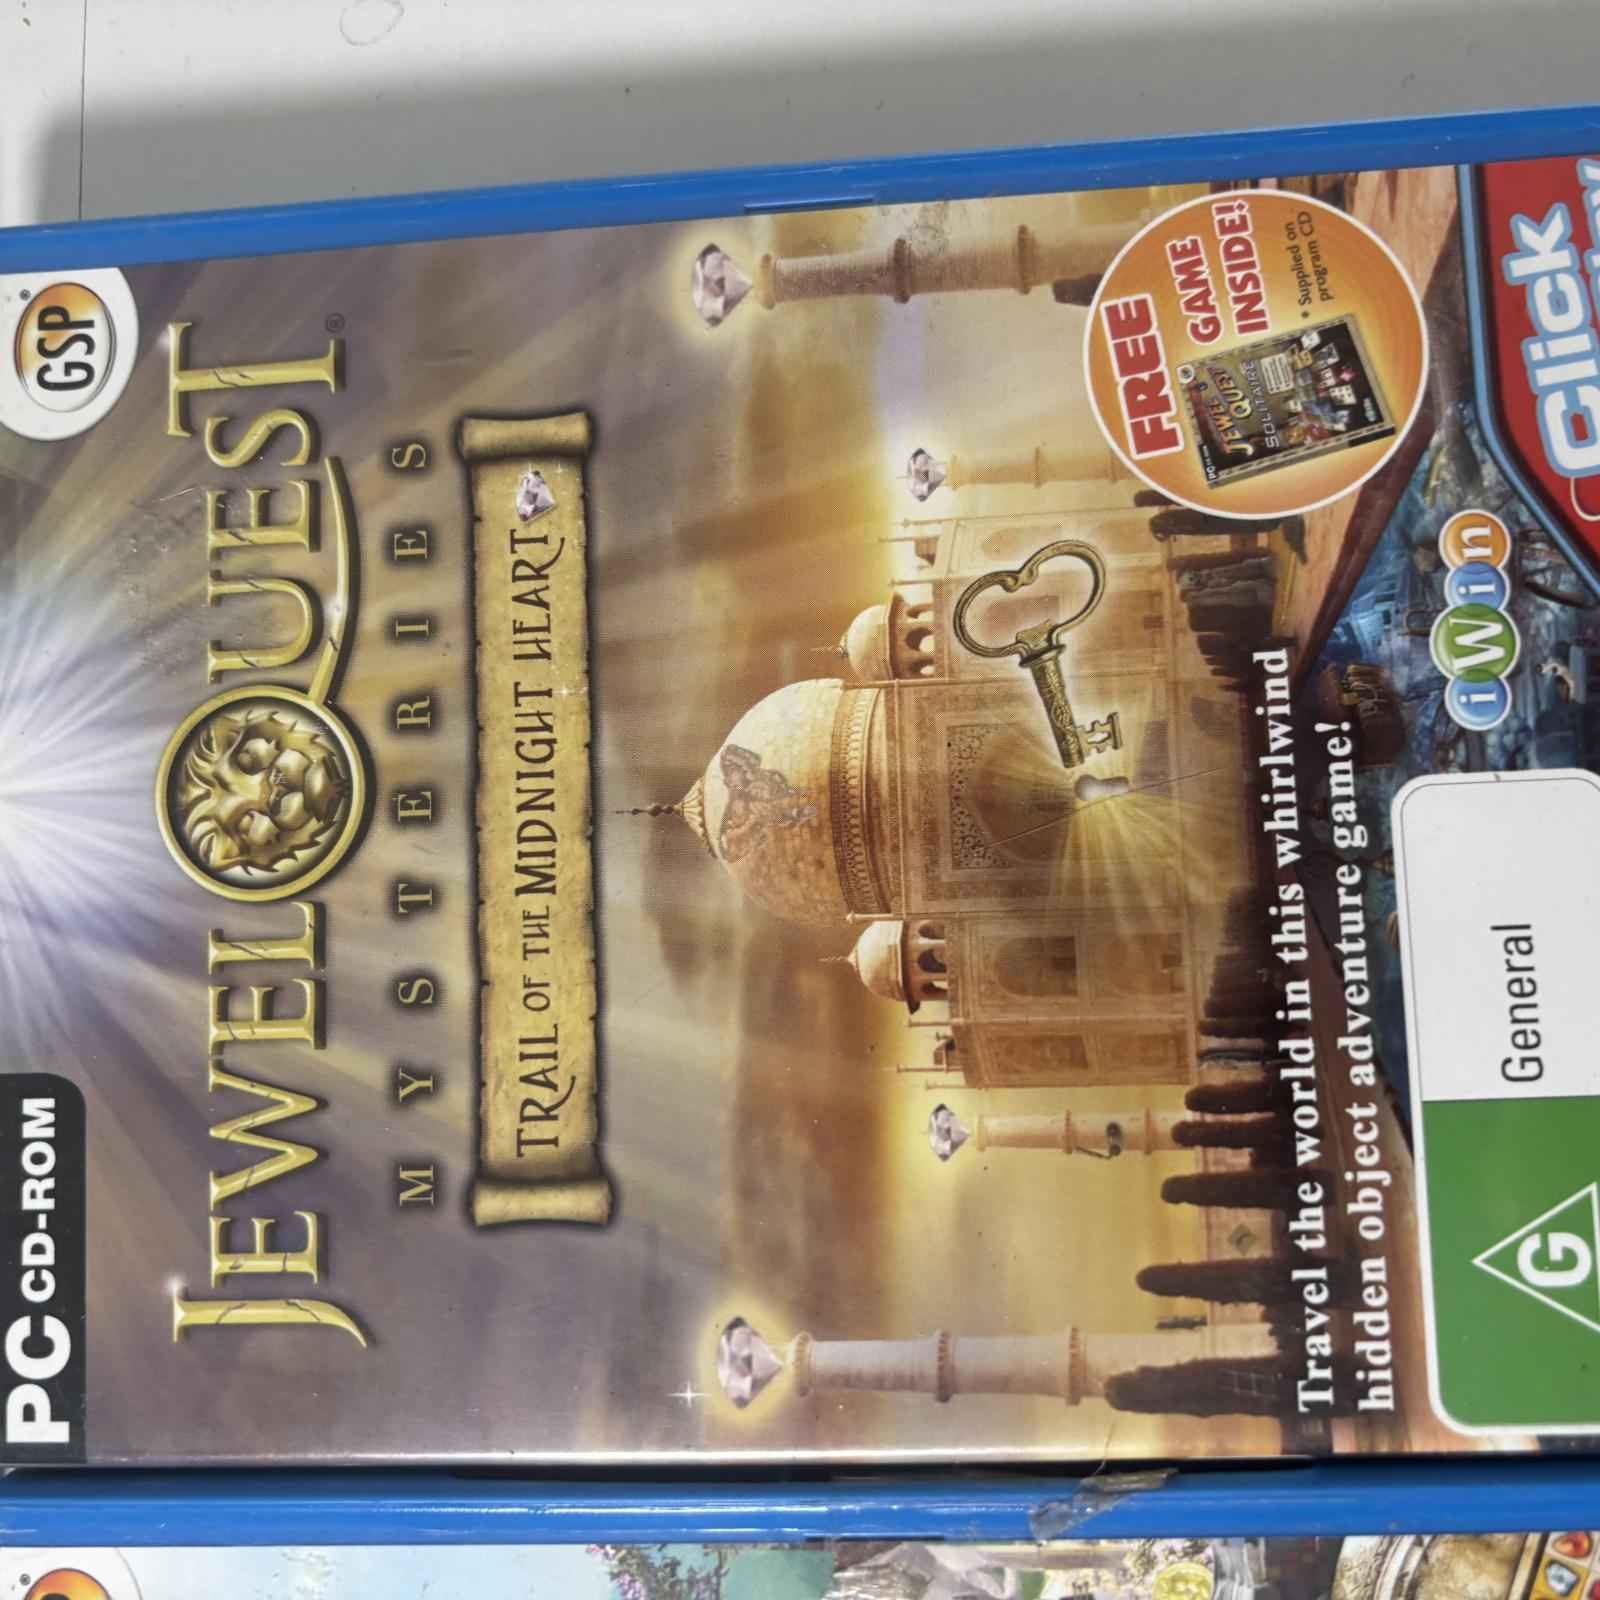 PC CD-ROM
GSP
JEWEL QUEST®
MYSTERIES
TRAIL OF THE MIDNIGHT HEART
FREE
GAME
INSIDE!
* Supplied on
program CD
JEWEL
QUEST
SOLITAIRE
Travel the world in this whirlwind
hidden object adventure game!
iWin
Click
G
General